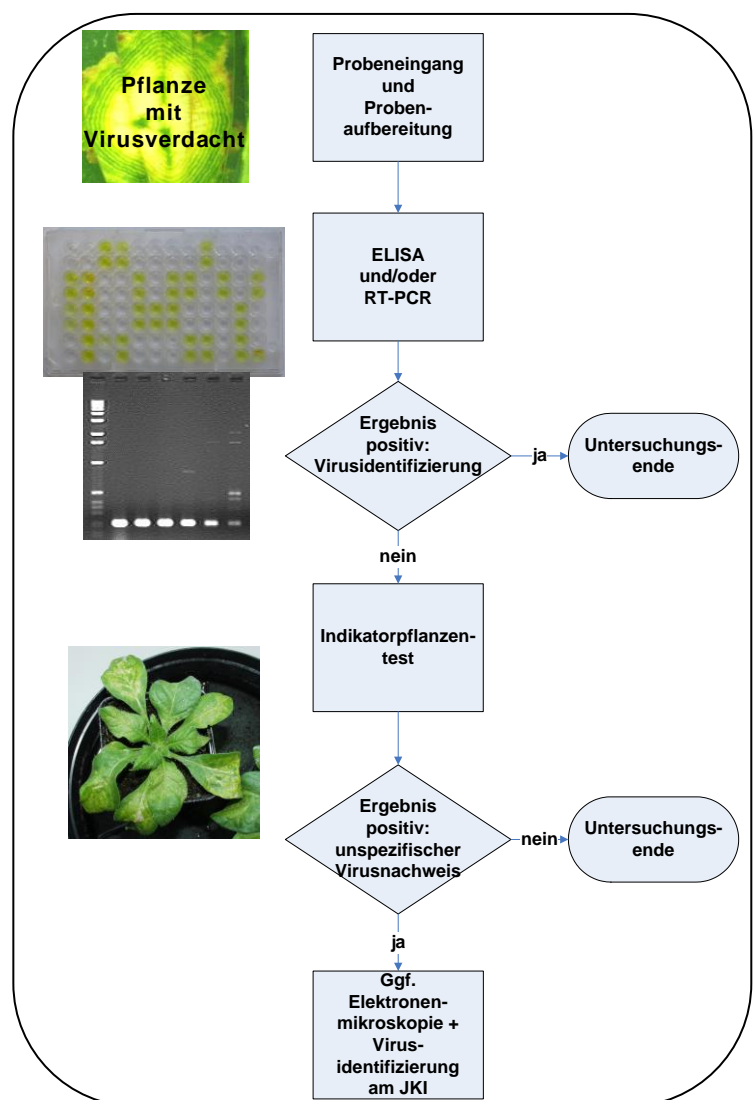 Pflanze
mit
Virusverdacht
Probeneingang
und
Proben-
aufbereitung
ELISA
und/oder
RT-PCR
Ergebnis
positiv:
Virusidentifizierung
ja
Untersuchungs-
ende
nein
Indikatorpflanzen-
test
Ergebnis
positiv:
unspezifischer
Virusnachweis
nein
Untersuchungs-
ende
ja
Ggf.
Elektronen-
mikroskopie +
Virus-
identifizierung
am JKI